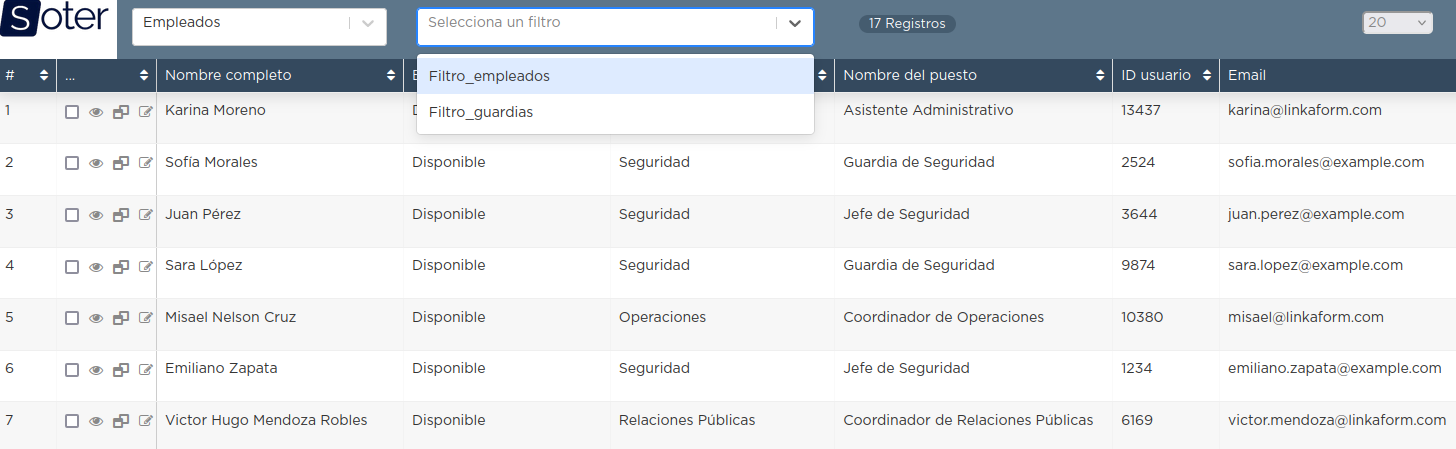 Soter
Empleados
Selecciona un filtro
17 Registros
20
Filtro_empleados
Filtro_guardias
# ... Nombre completo Nombre del puesto ID usuario Email
1 Karina Moreno Asistente Administrativo 13437 karina@linkaform.com
2 Sofía Morales Disponible Seguridad Guardia de Seguridad 2524 sofia.morales@example.com
3 Juan Pérez Disponible Seguridad Jefe de Seguridad 3644 juan.perez@example.com
4 Sara López Disponible Seguridad Guardia de Seguridad 9874 sara.lopez@example.com
5 Misael Nelson Cruz Disponible Operaciones Coordinador de Operaciones 10380 misael@linkaform.com
6 Emiliano Zapata Disponible Seguridad Jefe de Seguridad 1234 emiliano.zapata@example.com
7 Victor Hugo Mendoza Robles Disponible Relaciones Públicas Coordinador de Relaciones Públicas 6169 victor.mendoza@linkaform.com